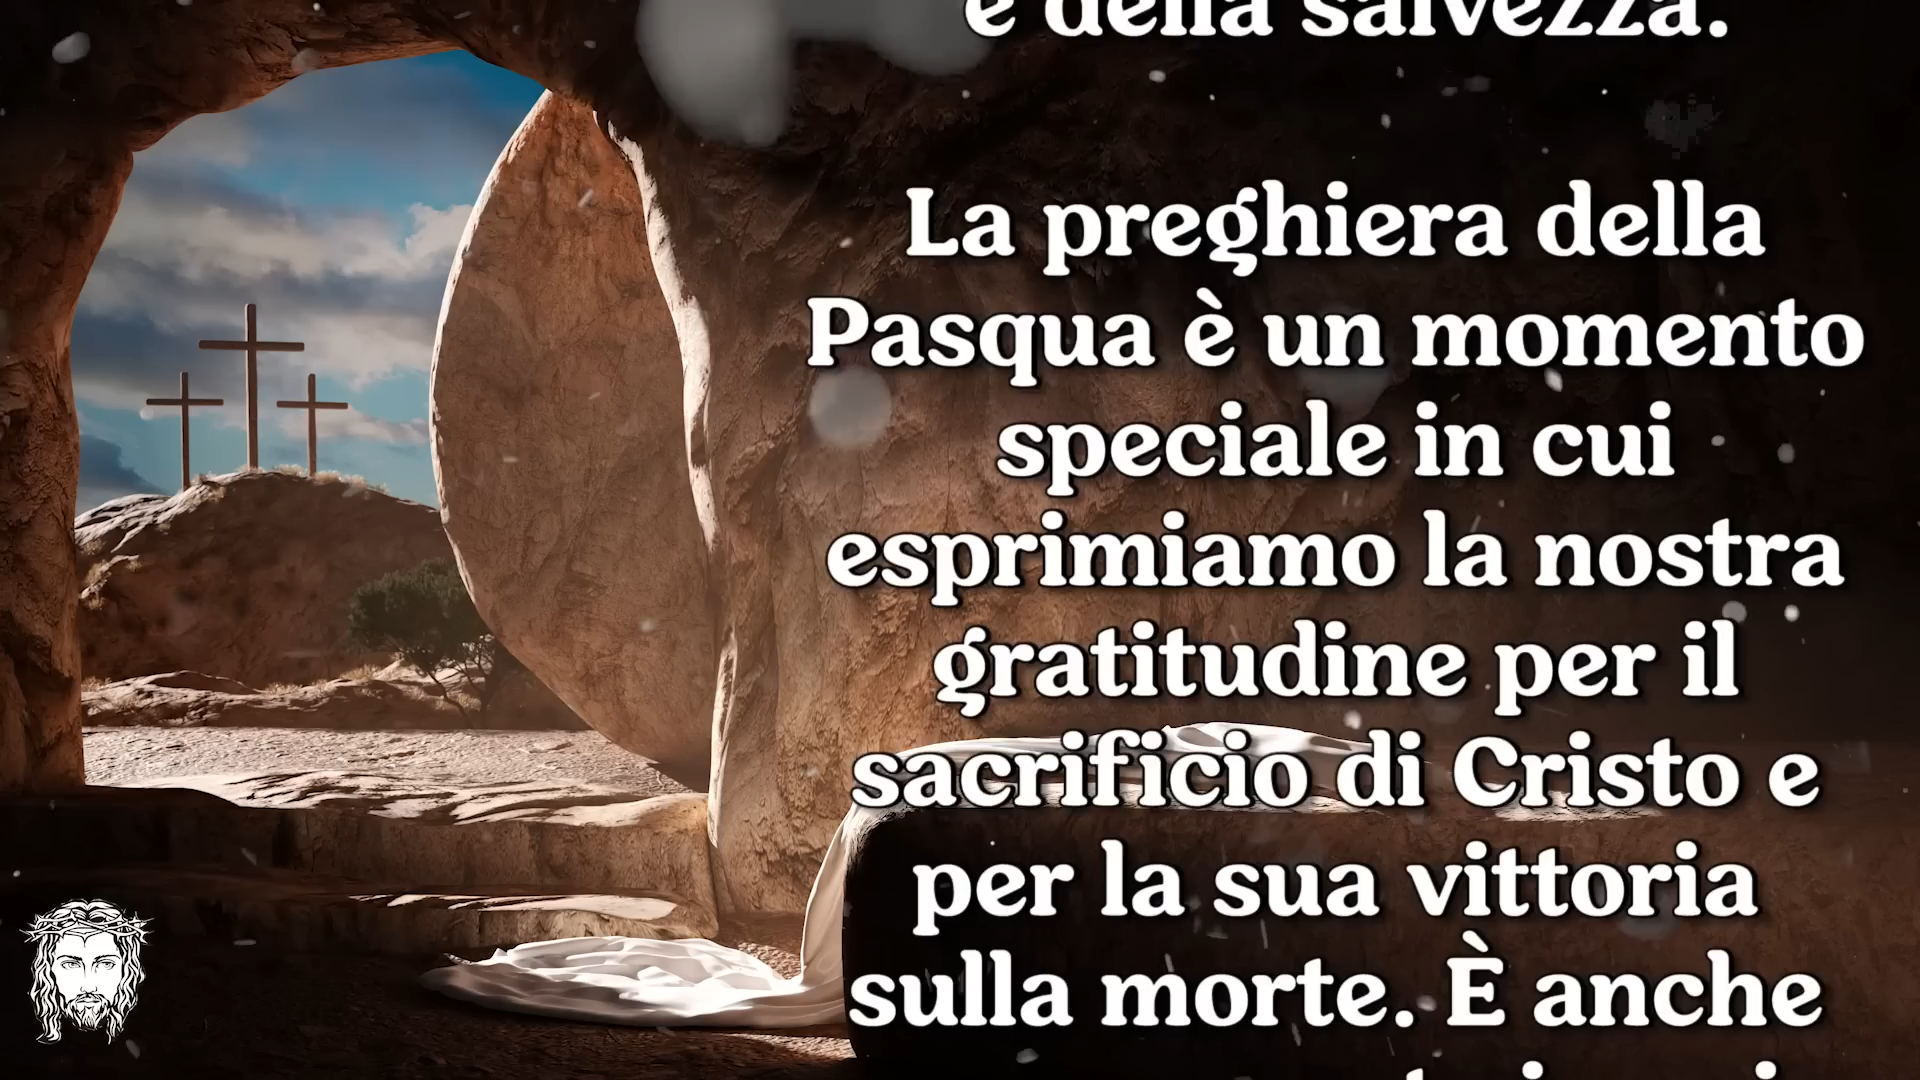 e della salvezza.
La preghiera della
Pasqua è un momento
speciale in cui
esprimiamo la nostra
gratitudine per il
sacrificio di Cristo e
per la sua vittoria
sulla morte. È anche